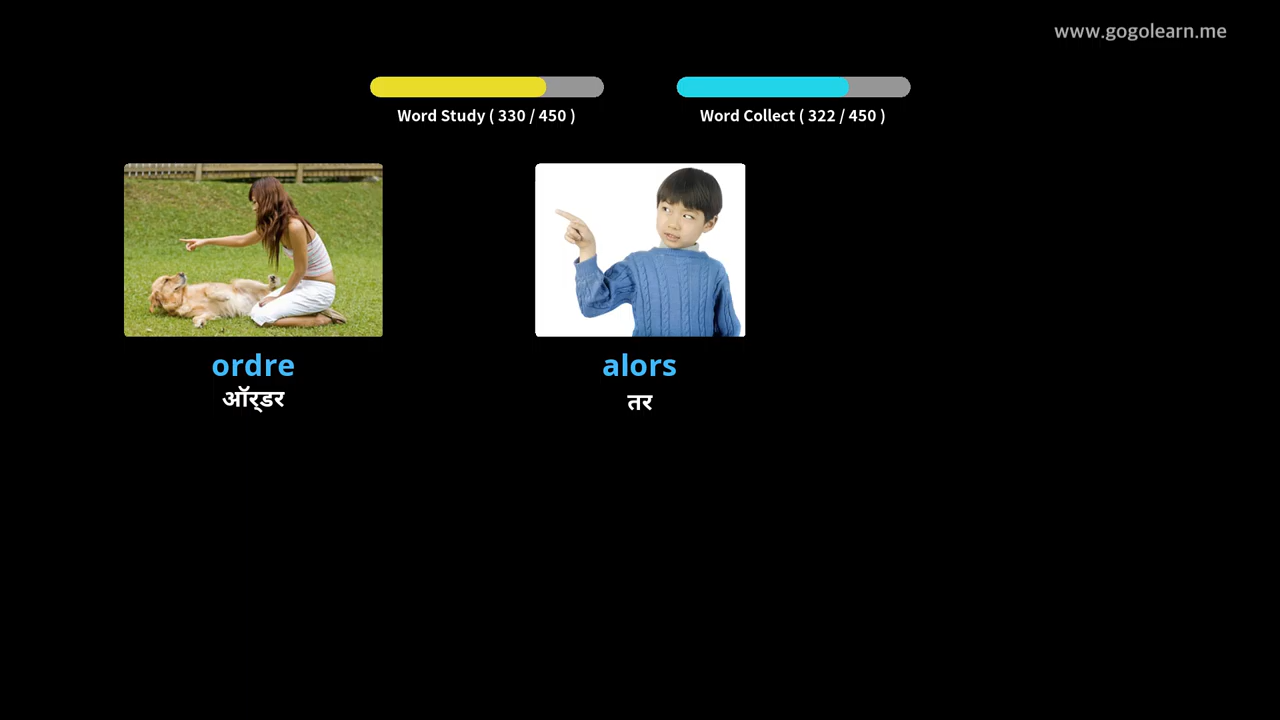 www.gogolearn.me
Word Study ( 330 / 450 )
Word Collect ( 322 / 450 )
ordre
ऑर्डर
alors
तर